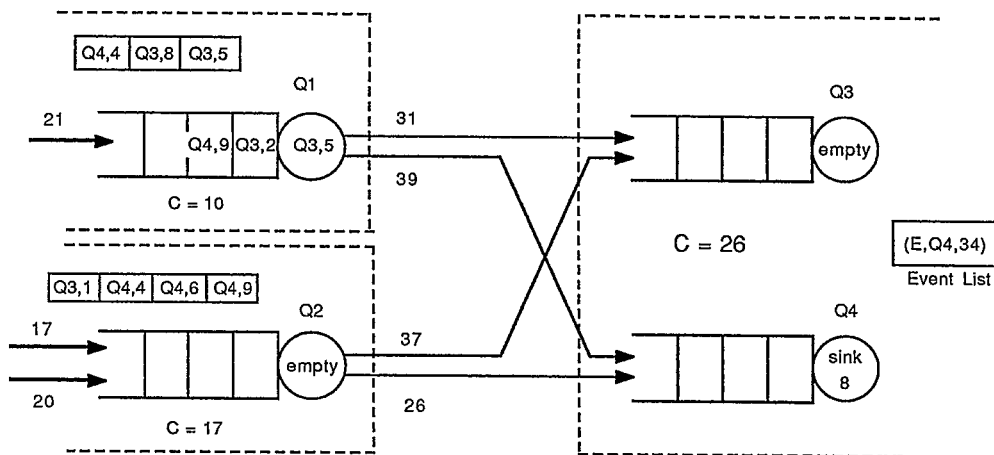 Q4,4 Q3,8 Q3,5
Q1
21
Q4,9 Q3,2 Q3,5
C = 10
31
39
Q3
empty
C = 26
(E,Q4,34)
Event List
Q3,1 Q4,4 Q4,6 Q4,9
Q2
17
empty
20
C = 17
37
26
Q4
sink
8